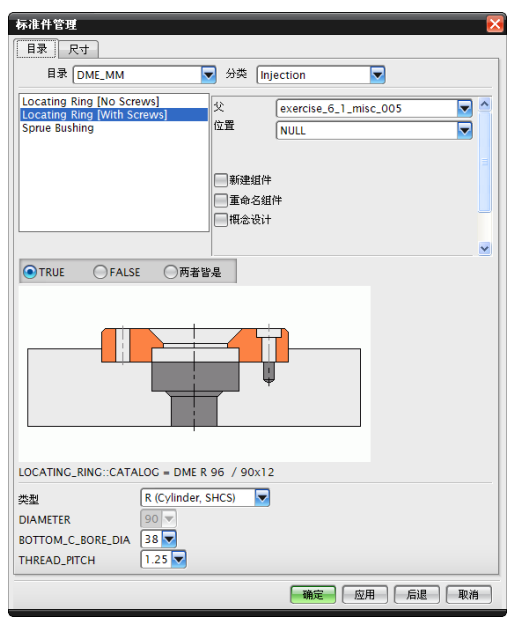 标准件管理
目录 尺寸
目录 DME_MM 分类 Injection
Locating Ring [No Screws]
Locating Ring [With Screws]
Sprue Bushing
父 exercise_6_1_misc_005
位置 NULL
新建组件
重命名组件
概念设计
TRUE FALSE 两者皆是
LOCATING_RING::CATALOG = DME R 96 / 90x12
类型 R (Cylinder, SHCS)
DIAMETER 90
BOTTOM_C_BORE_DIA 38
THREAD_PITCH 1.25
确定 应用 后退 取消